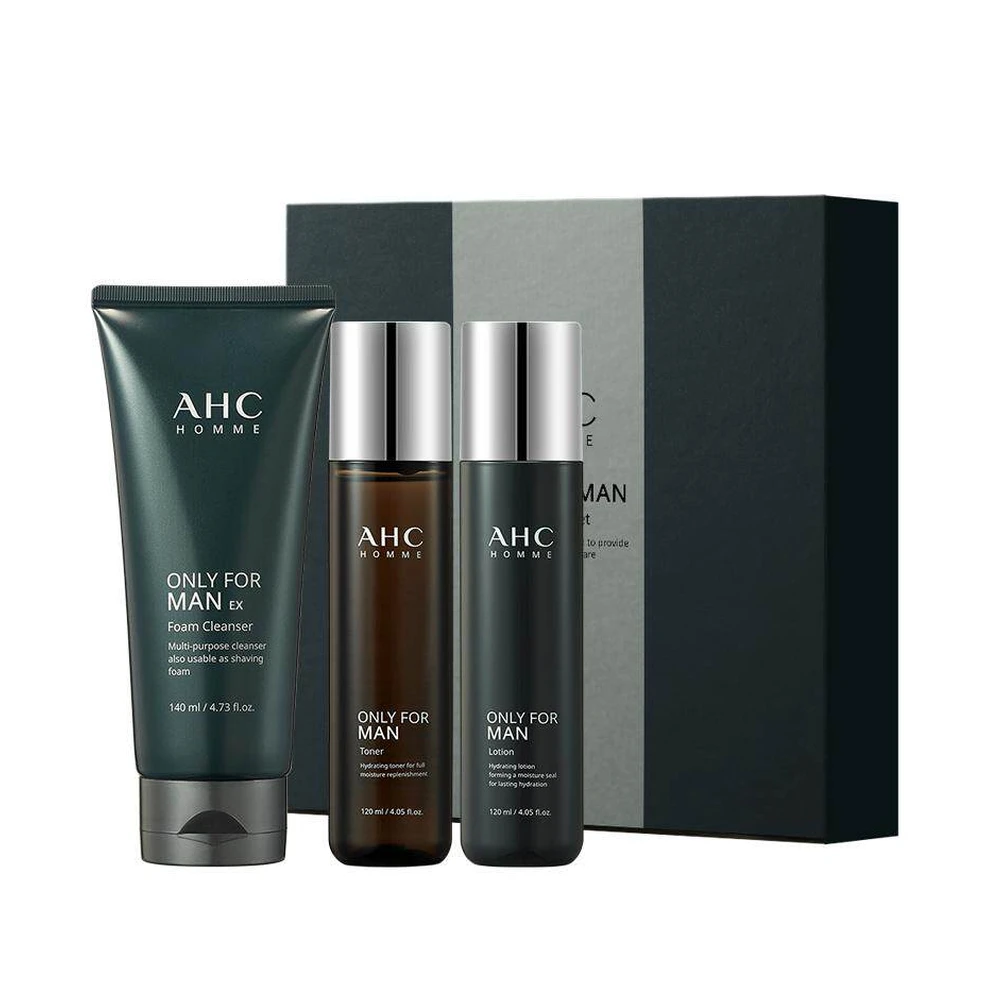 AHC
HOMME
ONLY FOR
MAN EX
Foam Cleanser
Multi-purpose cleanser
also usable as shaving
foam
140 ml / 4.73 fl.oz.
AHC
HOMME
ONLY FOR
MAN
Toner
Hydrating toner for full
moisture replenishment
120 ml / 4.05 fl.oz.
AHC
HOMME
ONLY FOR
MAN
Lotion
Hydrating lotion
forming a moisture seal
for lasting hydration
120 ml / 4.05 fl.oz.
C
E
MAN
to provide